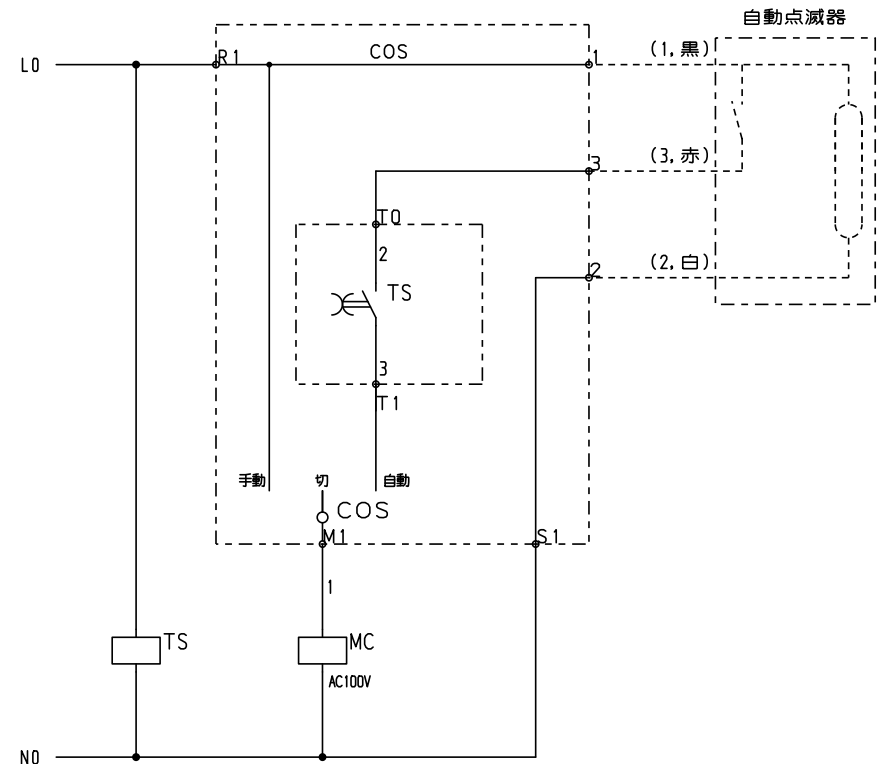 自動点滅器
L0
R1
COS
1
(1,黒)
3
(3,赤)
T0
2
TS
2
(2,白)
3
T1
手動
切
自動
COS
M1
S1
1
TS
MC
AC100V
N0